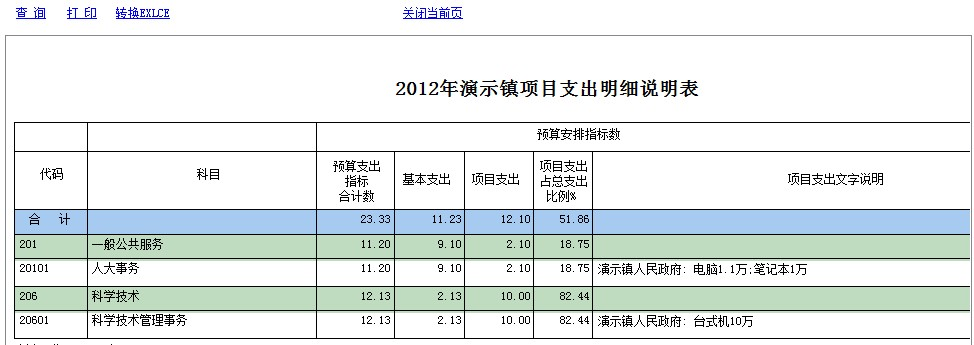 查 询 打 印 转换EXLCE 关闭当前页
2012年演示镇项目支出明细说明表
预算安排指标数
代码 科目 预算支出指标合计数 基本支出 项目支出 项目支出占总支出比例% 项目支出文字说明
合 计 23.33 11.23 12.10 51.86
201 一般公共服务 11.20 9.10 2.10 18.75
20101 人大事务 11.20 9.10 2.10 18.75 演示镇人民政府: 电脑1.1万;笔记本1万
206 科学技术 12.13 2.13 10.00 82.44
20601 科学技术管理事务 12.13 2.13 10.00 82.44 演示镇人民政府: 台式机10万